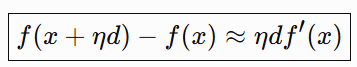 f(x + ηd) − f(x) ≈ ηdf′(x)